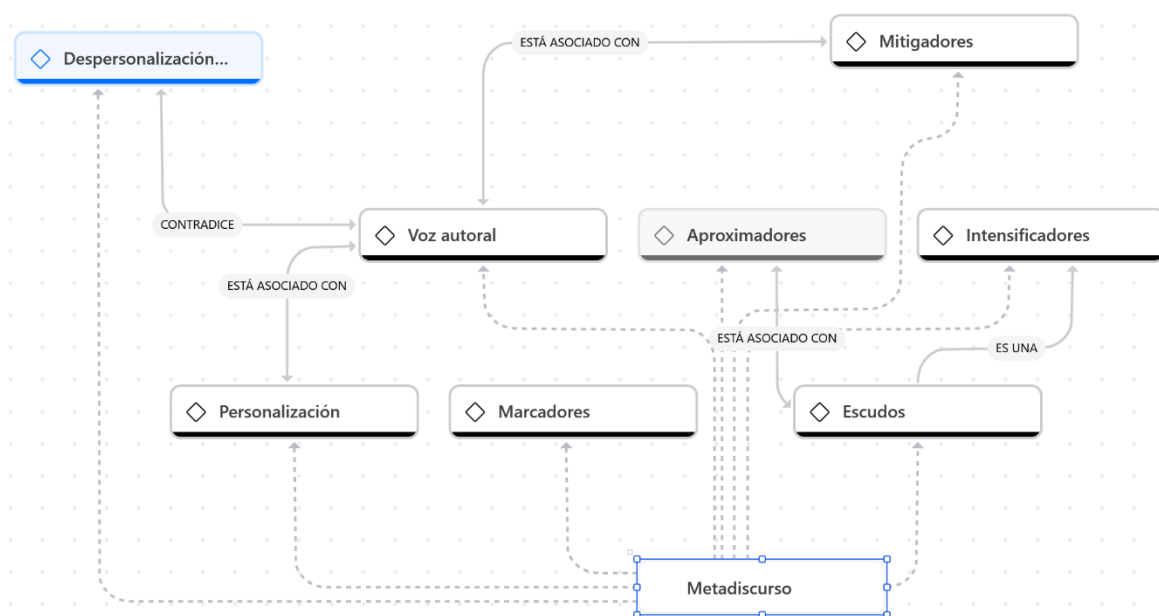 ESTÁ ASOCIADO CON
Mitigadores
Despersonalización...
CONTRADICE
Voz autoral
Aproximadores
Intensificadores
ESTÁ ASOCIADO CON
ESTÁ ASOCIADO CON
ES UNA
Personalización
Marcadores
Escudos
Metadiscurso